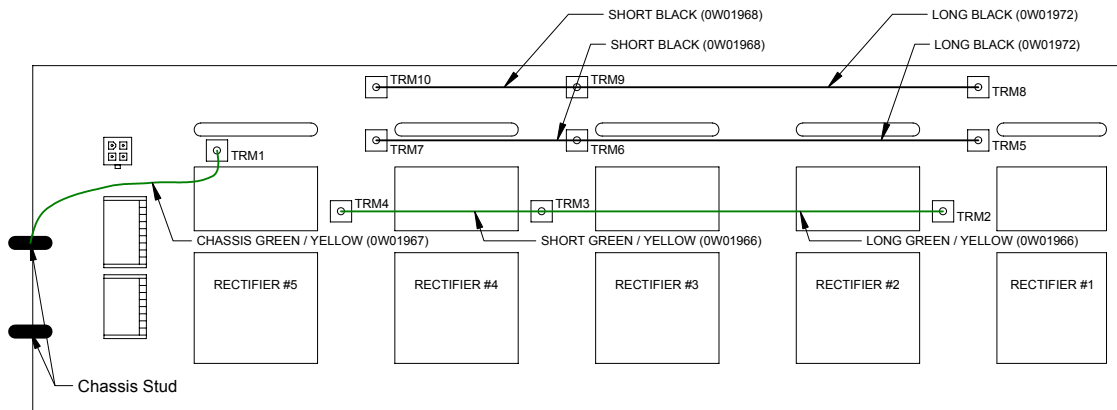 SHORT BLACK (0W01968)
LONG BLACK (0W01972)
SHORT BLACK (0W01968)
LONG BLACK (0W01972)
TRM10
TRM9
TRM8
TRM1
TRM7
TRM6
TRM5
TRM4
TRM3
TRM2
CHASSIS GREEN / YELLOW (0W01967)
SHORT GREEN / YELLOW (0W01966)
LONG GREEN / YELLOW (0W01966)
RECTIFIER #5
RECTIFIER #4
RECTIFIER #3
RECTIFIER #2
RECTIFIER #1
Chassis Stud